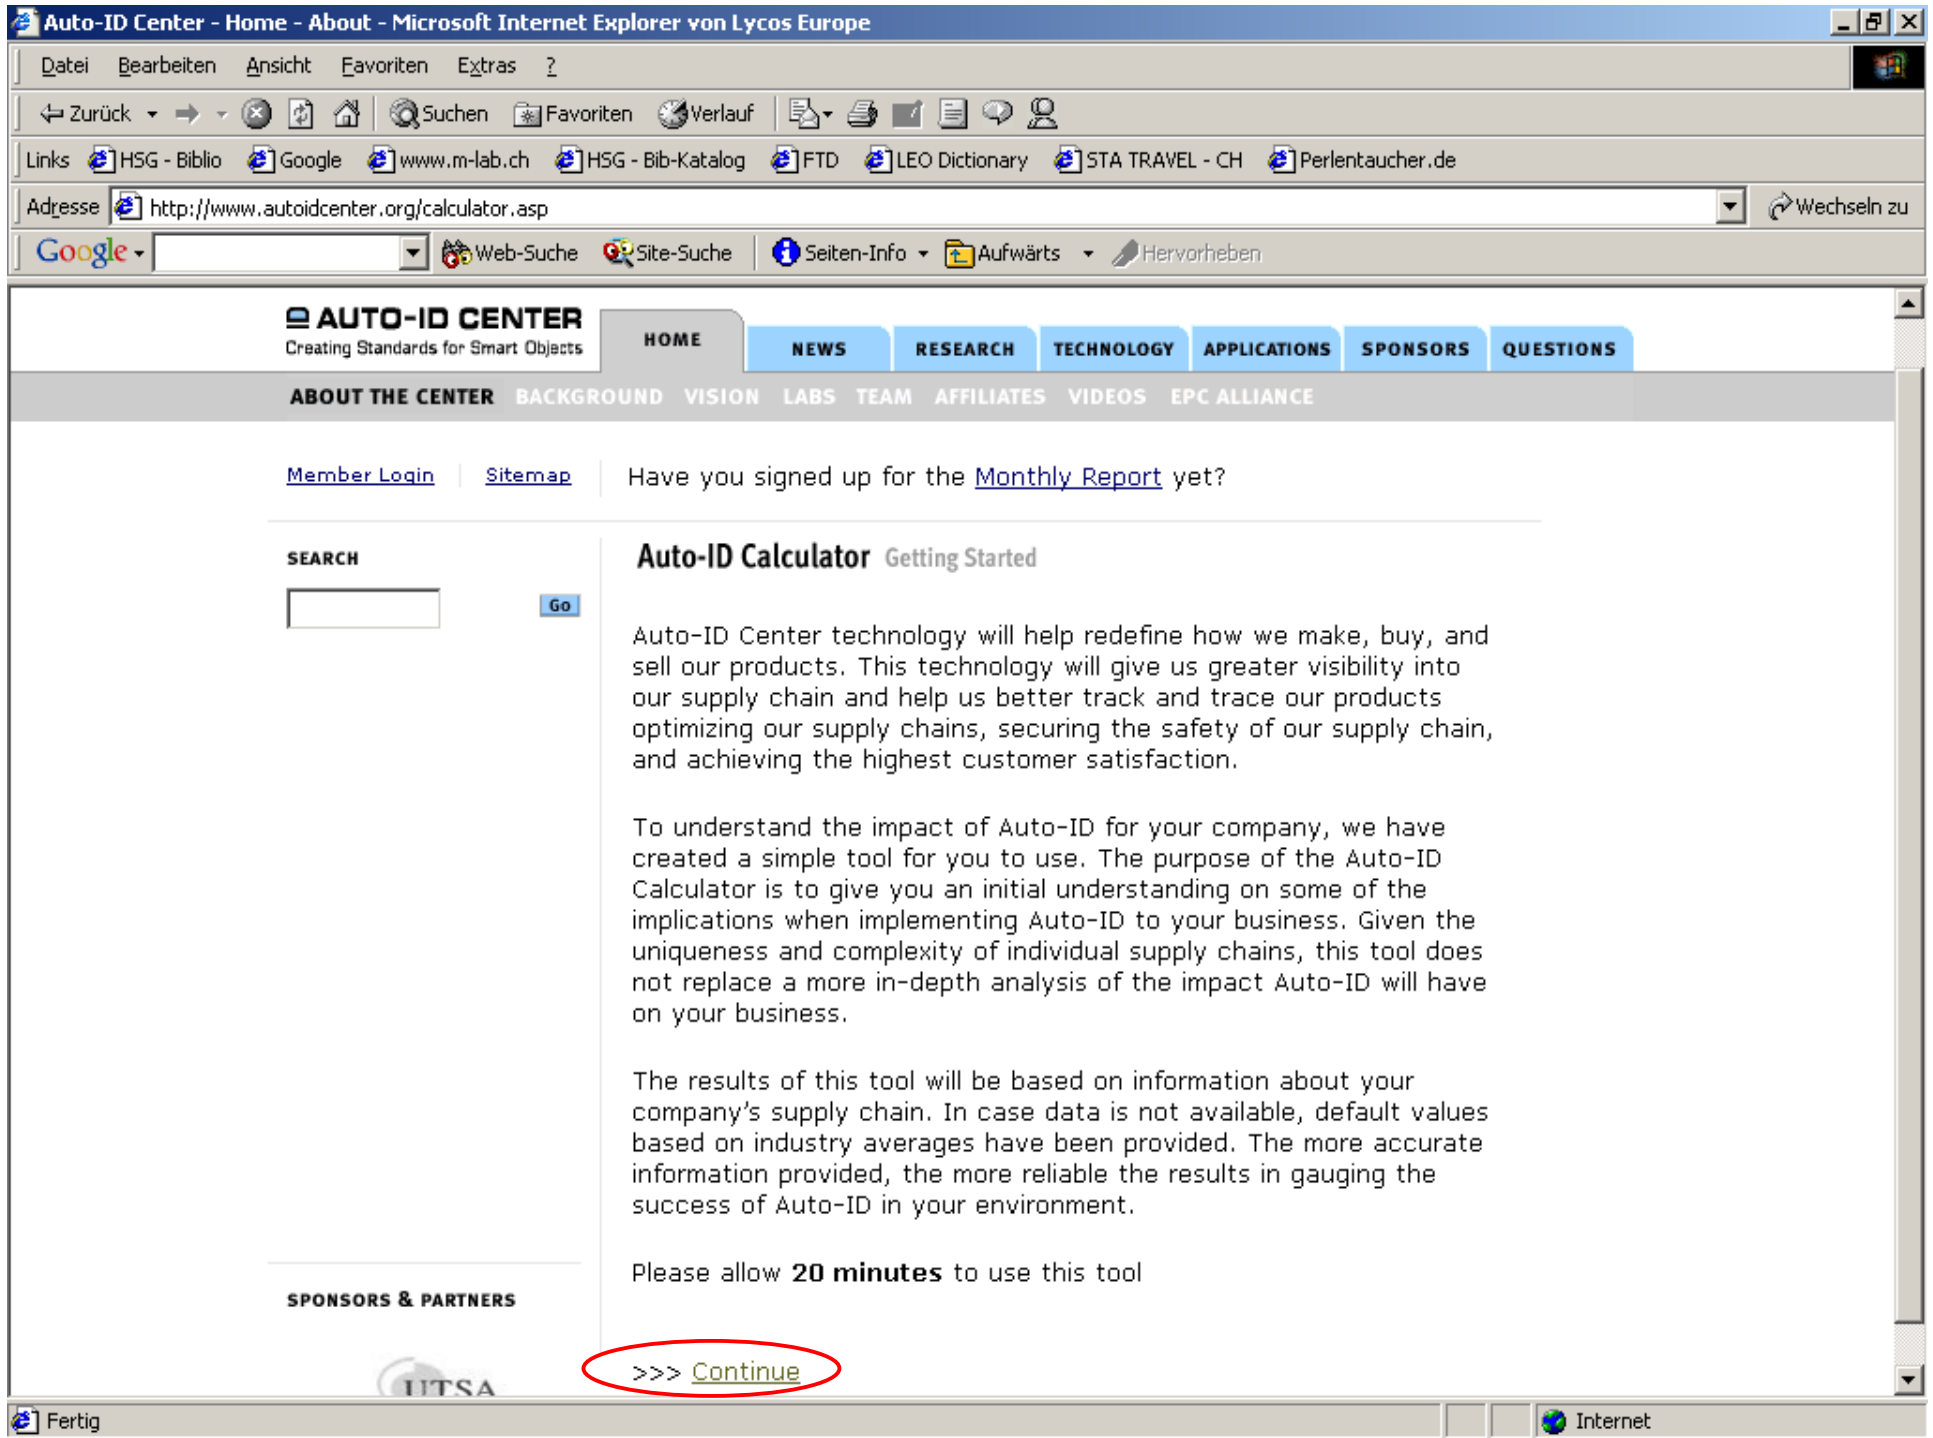 Auto-ID Center - Home - About - Microsoft Internet Explorer von Lycos Europe
Datei Bearbeiten Ansicht Favoriten Extras ?
Zurück Suchen Favoriten Verlauf
Links HSG - Biblio Google www.m-lab.ch HSG - Bib-Katalog FTD LEO Dictionary STA TRAVEL - CH Perlentaucher.de
Adresse http://www.autoidcenter.org/calculator.asp Wechseln zu
Google Web-Suche Site-Suche Seiten-Info Aufwärts Hervorheben
AUTO-ID CENTER
Creating Standards for Smart Objects
HOME NEWS RESEARCH TECHNOLOGY APPLICATIONS SPONSORS QUESTIONS
ABOUT THE CENTER BACKGROUND VISION LABS TEAM AFFILIATES VIDEOS EPC ALLIANCE
Member Login Sitemap Have you signed up for the Monthly Report yet?
SEARCH
Go
Auto-ID Calculator Getting Started
Auto-ID Center technology will help redefine how we make, buy, and
sell our products. This technology will give us greater visibility into
our supply chain and help us better track and trace our products
optimizing our supply chains, securing the safety of our supply chain,
and achieving the highest customer satisfaction.
To understand the impact of Auto-ID for your company, we have
created a simple tool for you to use. The purpose of the Auto-ID
Calculator is to give you an initial understanding on some of the
implications when implementing Auto-ID to your business. Given the
uniqueness and complexity of individual supply chains, this tool does
not replace a more in-depth analysis of the impact Auto-ID will have
on your business.
The results of this tool will be based on information about your
company's supply chain. In case data is not available, default values
based on industry averages have been provided. The more accurate
information provided, the more reliable the results in gauging the
success of Auto-ID in your environment.
Please allow 20 minutes to use this tool
SPONSORS & PARTNERS
UTSA
>>> Continue
Fertig Internet